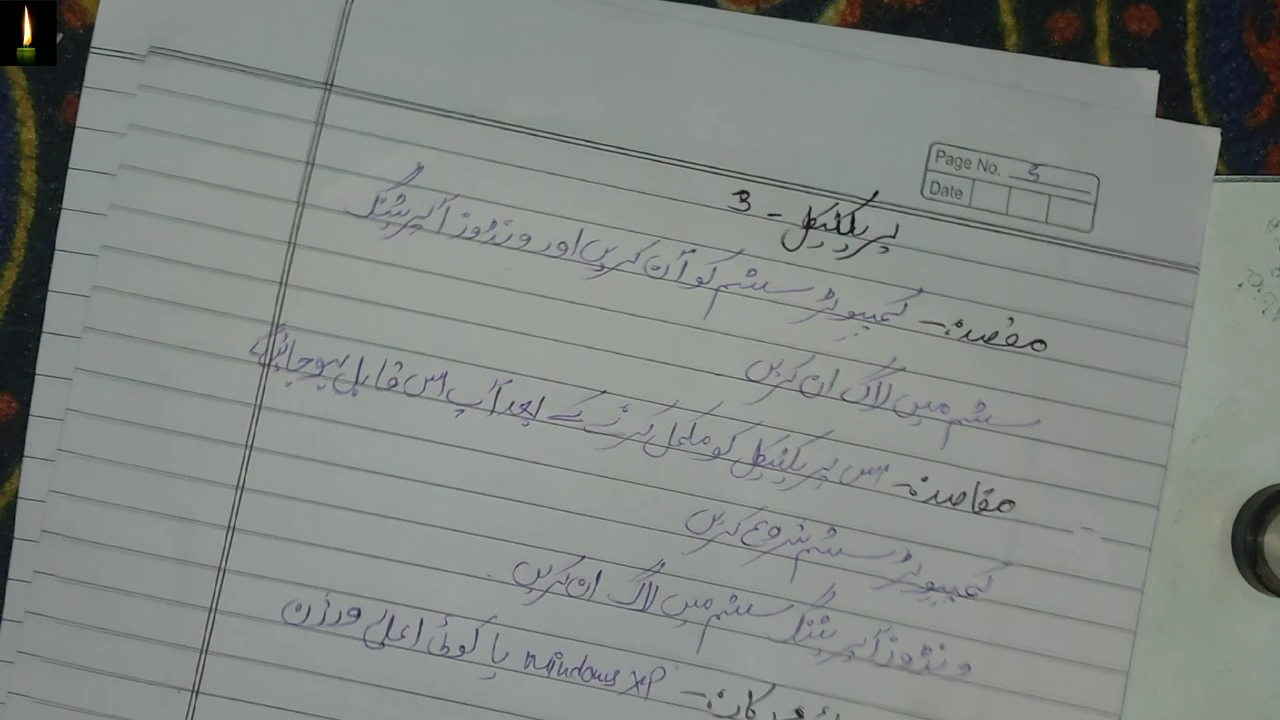 Page No. 3
Date
پریکٹیکل - 3
مقصد:- کمپیوٹر سسٹم کو آن کریں اور ونڈوز آپریٹنگ
سسٹم میں لاگ ان کریں
مقاصد:- اس پریکٹیکل کو مکمل کرنے کے بعد آپ اس قابل ہو جائیں گے
کمپیوٹر سسٹم شروع کریں
ونڈوز آپریٹنگ سسٹم میں لاگ ان کریں
windows XP یا کوئی اعلی ورژن